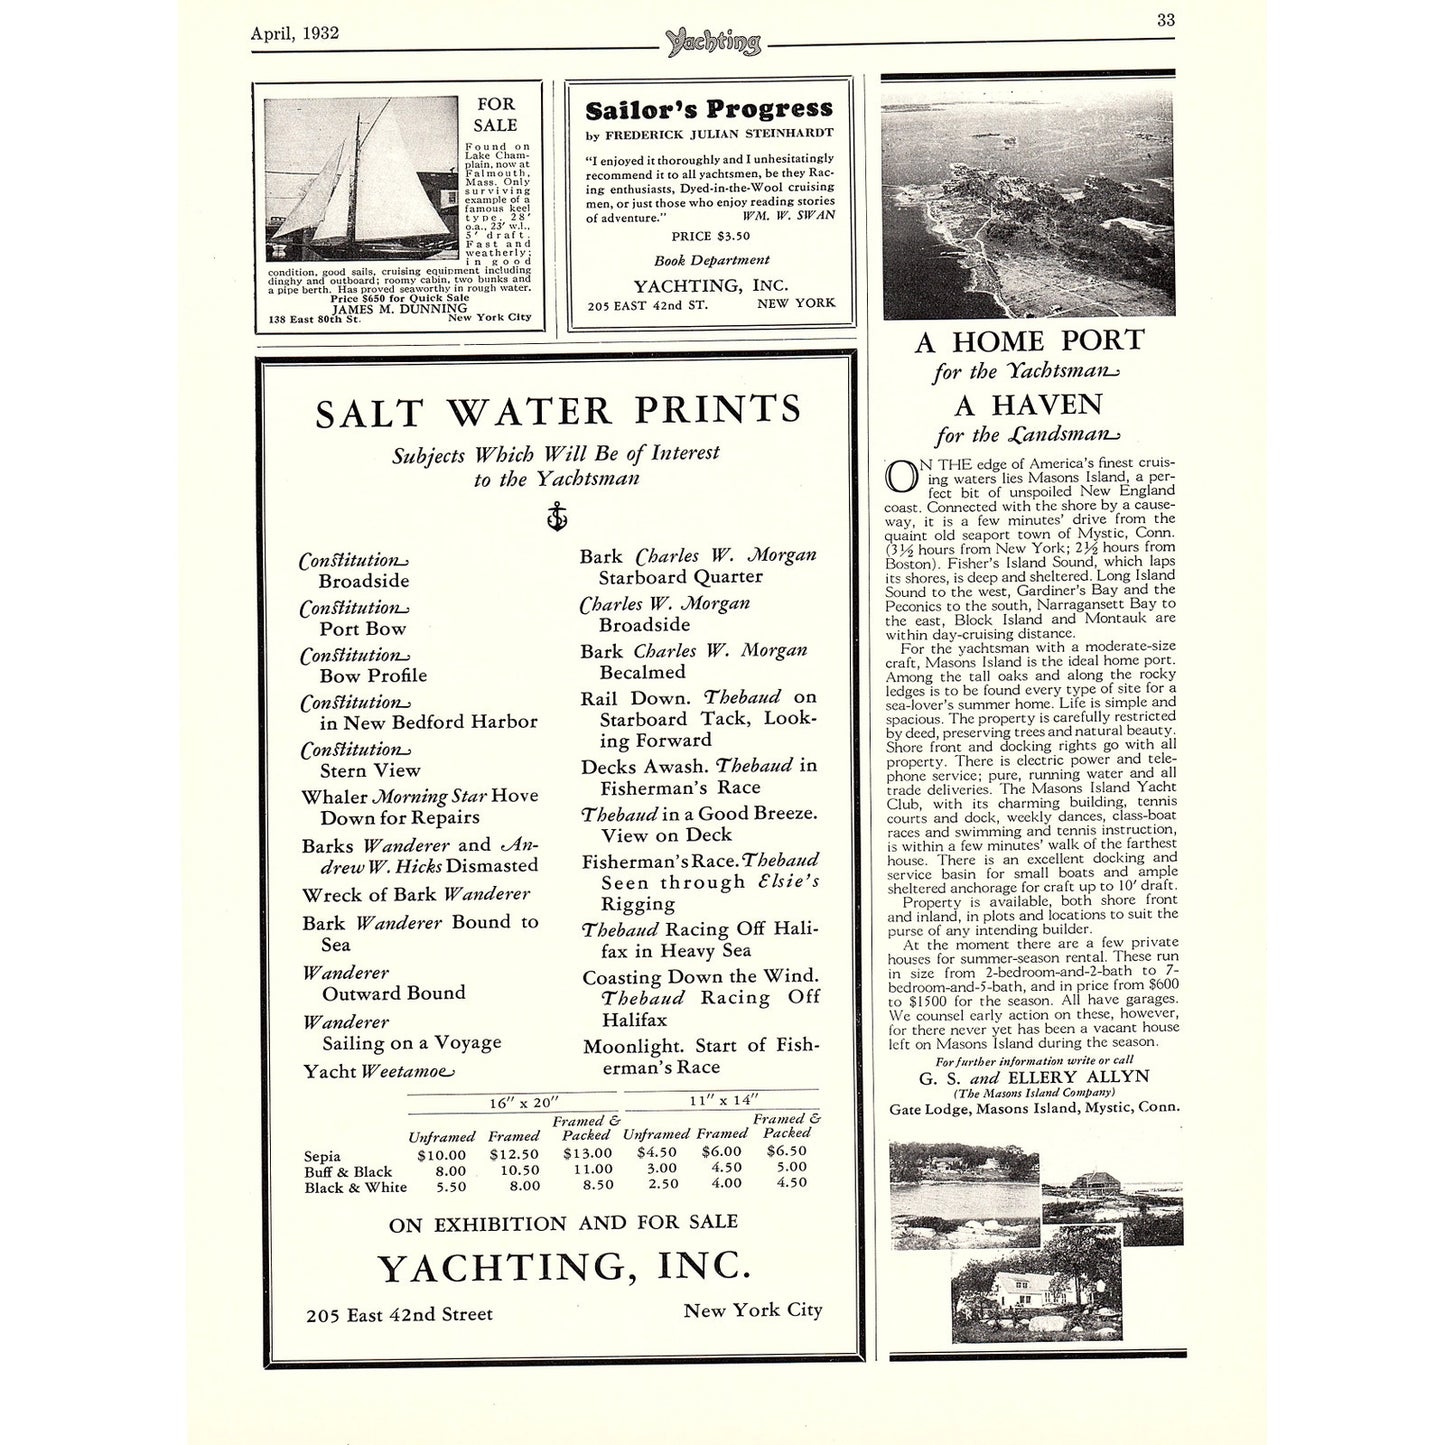 April, 1932
Yachting
33
FOR
SALE
Found on
Lake Cham-
plain, now at
Falmouth,
Mass. Only
surviving
example of a
famous keel
type, 28'
o.a., 23' w.l.,
5' draft.
Fast and
weatherly;
in good
condition, good sails, cruising equipment including
dinghy and outboard; roomy cabin, two bunks and
a pipe berth. Has proved seaworthy in rough water.
Price $650 for Quick Sale
JAMES M. DUNNING
138 East 80th St. New York City
Sailor's Progress
by FREDERICK JULIAN STEINHARDT
"I enjoyed it thoroughly and I unhesitatingly
recommend it to all yachtsmen, be they Rac-
ing enthusiasts, Dyed-in-the-Wool cruising
men, or just those who enjoy reading stories
of adventure." WM. W. SWAN
PRICE $3.50
Book Department
YACHTING, INC.
205 EAST 42nd ST. NEW YORK
SALT WATER PRINTS
Subjects Which Will Be of Interest
to the Yachtsman
Constitution
Broadside
Constitution
Port Bow
Constitution
Bow Profile
Constitution
in New Bedford Harbor
Constitution
Stern View
Whaler Morning Star Hove
Down for Repairs
Barks Wanderer and An-
drew W. Hicks Dismasted
Wreck of Bark Wanderer
Bark Wanderer Bound to
Sea
Wanderer
Outward Bound
Wanderer
Sailing on a Voyage
Yacht Weetamoe
Bark Charles W. Morgan
Starboard Quarter
Charles W. Morgan
Broadside
Bark Charles W. Morgan
Becalmed
Rail Down. Thebaud on
Starboard Tack, Look-
ing Forward
Decks Awash. Thebaud in
Fisherman's Race
Thebaud in a Good Breeze.
View on Deck
Fisherman's Race. Thebaud
Seen through Elsie's
Rigging
Thebaud Racing Off Hali-
fax in Heavy Sea
Coasting Down the Wind.
Thebaud Racing Off
Halifax
Moonlight. Start of Fish-
erman's Race
16" x 20" 11" x 14"
Framed & Framed &
Unframed Framed Packed Unframed Framed Packed
Sepia $10.00 $12.50 $13.00 $4.50 $6.00 $6.50
Buff & Black 8.00 10.50 11.00 3.00 4.50 5.00
Black & White 5.50 8.00 8.50 2.50 4.00 4.50
ON EXHIBITION AND FOR SALE
YACHTING, INC.
205 East 42nd Street New York City
A HOME PORT
for the Yachtsman
A HAVEN
for the Landsman
ON THE edge of America's finest cruis-
ing waters lies Masons Island, a per-
fect bit of unspoiled New England
coast. Connected with the shore by a cause-
way, it is a few minutes' drive from the
quaint old seaport town of Mystic, Conn.
(3½ hours from New York; 2½ hours from
Boston). Fisher's Island Sound, which laps
its shores, is deep and sheltered. Long Island
Sound to the west, Gardiner's Bay and the
Peconics to the south, Narragansett Bay to
the east, Block Island and Montauk are
within day-cruising distance.
For the yachtsman with a moderate-size
craft, Masons Island is the ideal home port.
Among the tall oaks and along the rocky
ledges is to be found every type of site for a
sea-lover's summer home. Life is simple and
spacious. The property is carefully restricted
by deed, preserving trees and natural beauty.
Shore front and docking rights go with all
property. There is electric power and tele-
phone service; pure, running water and all
trade deliveries. The Masons Island Yacht
Club, with its charming building, tennis
courts and dock, weekly dances, class-boat
races and swimming and tennis instruction,
is within a few minutes' walk of the farthest
house. There is an excellent docking and
service basin for small boats and ample
sheltered anchorage for craft up to 10' draft.
Property is available, both shore front
and inland, in plots and locations to suit the
purse of any intending builder.
At the moment there are a few private
houses for summer-season rental. These run
in size from 2-bedroom-and-2-bath to 7-
bedroom-and-5-bath, and in price from $600
to $1500 for the season. All have garages.
We counsel early action on these, however,
for there never yet has been a vacant house
left on Masons Island during the season.
For further information write or call
G. S. and ELLERY ALLYN
(The Masons Island Company)
Gate Lodge, Masons Island, Mystic, Conn.